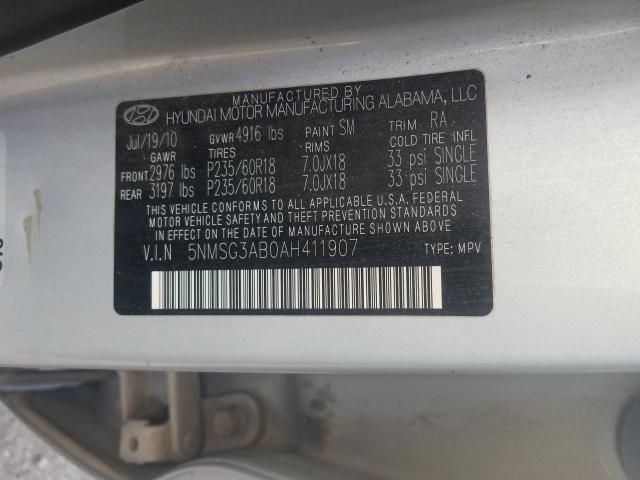 MANUFACTURED BY
HYUNDAI MOTOR MANUFACTURING ALABAMA, LLC
Jul/19/10 GVWR 4916 lbs PAINT SM TRIM RA
GAWR TIRES RIMS COLD TIRE INFL
FRONT 2976 lbs P235/60R18 7.0JX18 33 psi SINGLE
REAR 3197 lbs P235/60R18 7.0JX18 33 psi SINGLE
THIS VEHICLE CONFORMS TO ALL APPLICABLE U.S.A. FEDERAL
MOTOR VEHICLE SAFETY, AND THEFT PREVENTION STANDARDS
IN EFFECT ON THE DATE OF MANUFACTURE SHOWN ABOVE.
V.I.N 5NMSG3AB0AH411907 TYPE: MPV